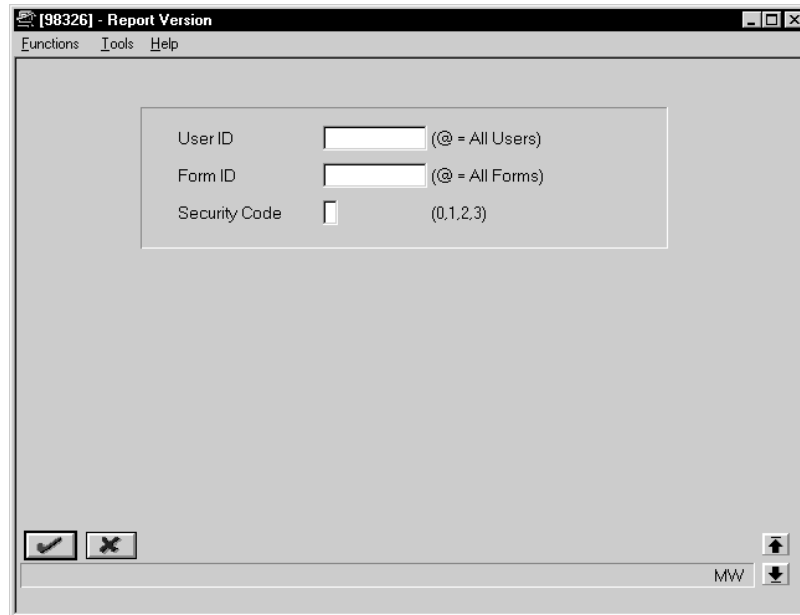 [98326] - Report Version
Functions Tools Help
User ID (@ = All Users)
Form ID (@ = All Forms)
Security Code (0,1,2,3)
MW